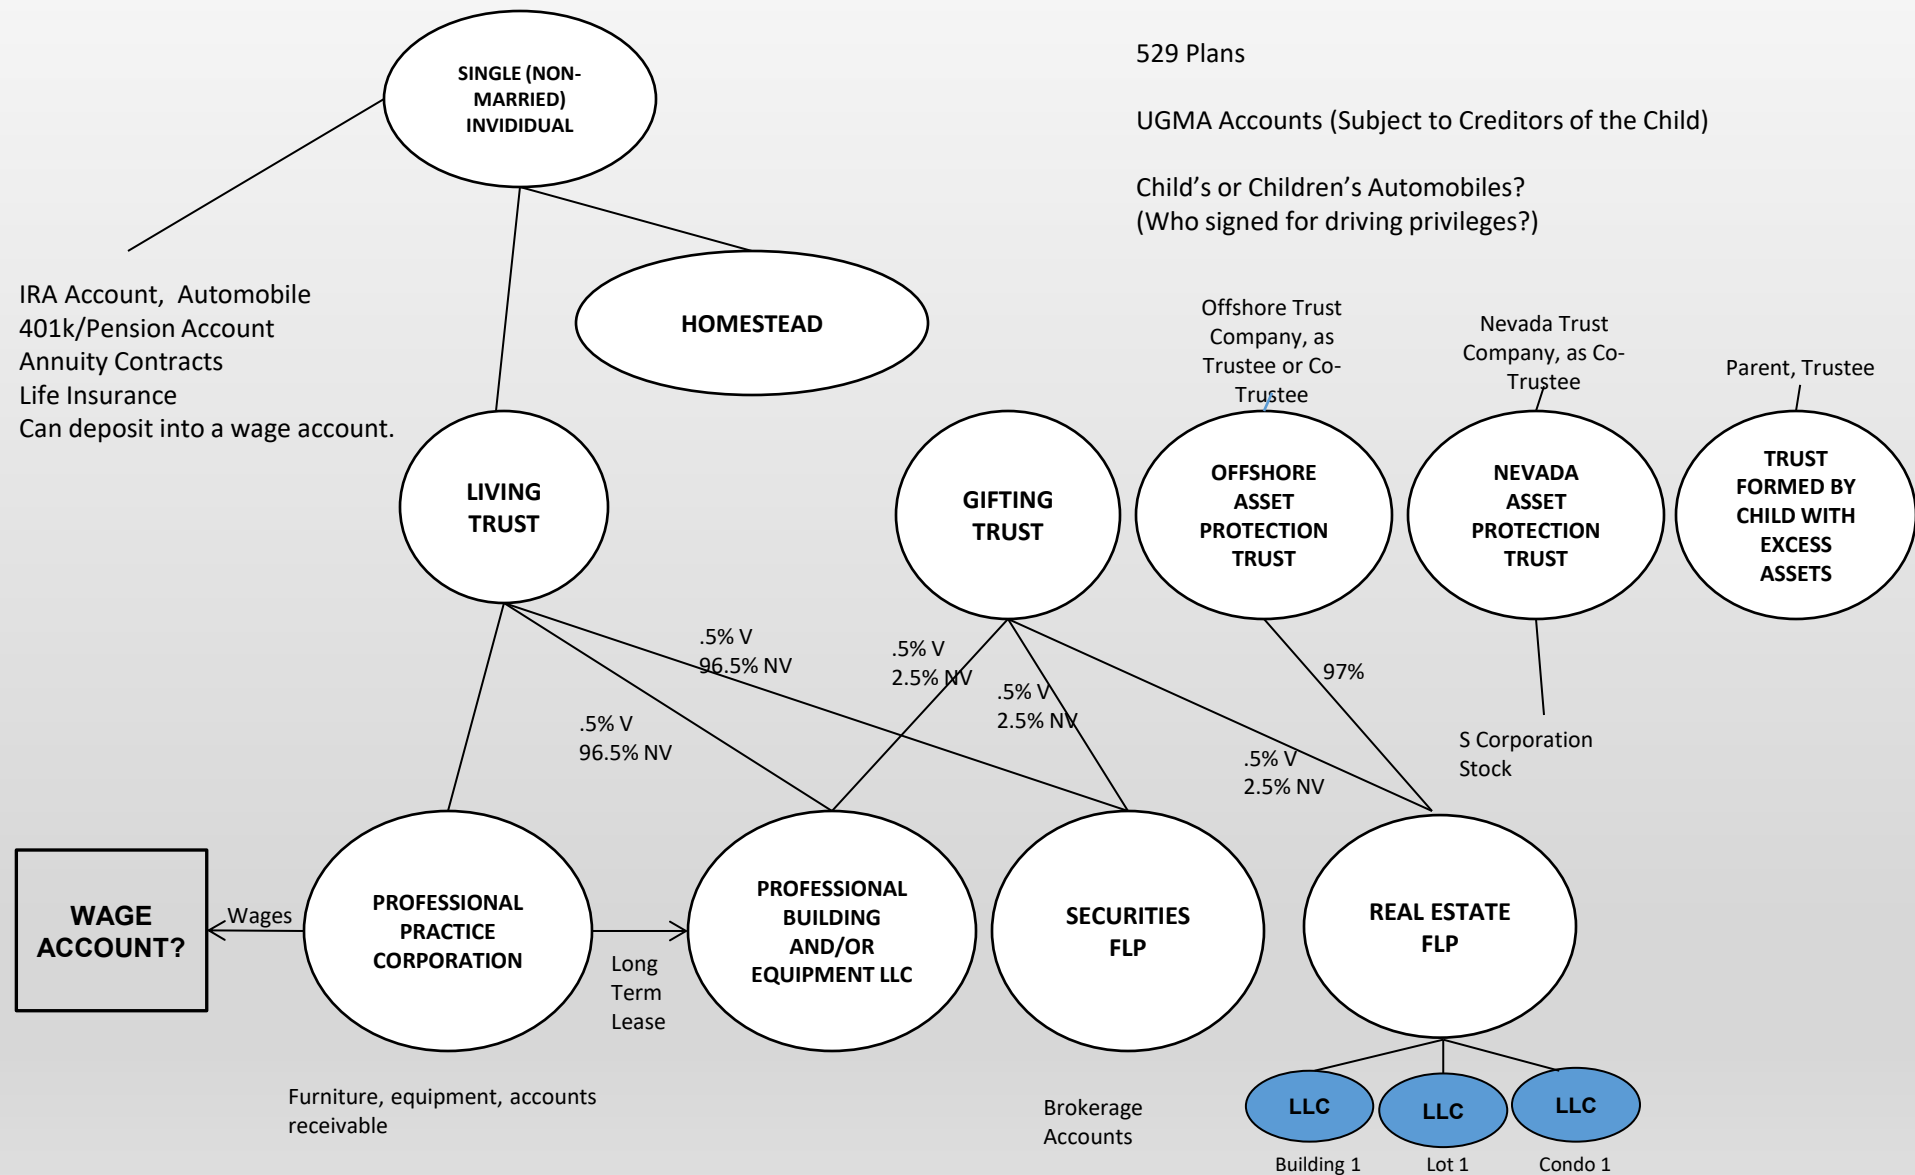 SINGLE (NON-
MARRIED)
INVIDIDUAL
529 Plans
UGMA Accounts (Subject to Creditors of the Child)
Child’s or Children’s Automobiles?
(Who signed for driving privileges?)
IRA Account,  Automobile
401k/Pension Account
Annuity Contracts
Life Insurance
Can deposit into a wage account.
HOMESTEAD
Offshore Trust
Company, as
Trustee or Co-
Trustee
Nevada Trust
Company, as Co-
Trustee
Parent, Trustee
LIVING
TRUST
GIFTING
TRUST
OFFSHORE
ASSET
PROTECTION
TRUST
NEVADA
ASSET
PROTECTION
TRUST
TRUST
FORMED BY
CHILD WITH
EXCESS
ASSETS
.5% V
96.5% NV
.5% V
96.5% NV
.5% V
2.5% NV
.5% V
2.5% NV
.5% V
2.5% NV
97%
S Corporation
Stock
WAGE
ACCOUNT?
Wages
PROFESSIONAL
PRACTICE
CORPORATION
Long
Term
Lease
PROFESSIONAL
BUILDING
AND/OR
EQUIPMENT LLC
SECURITIES
FLP
REAL ESTATE
FLP
Furniture, equipment, accounts
receivable
Brokerage
Accounts
LLC
LLC
LLC
Building 1
Lot 1
Condo 1